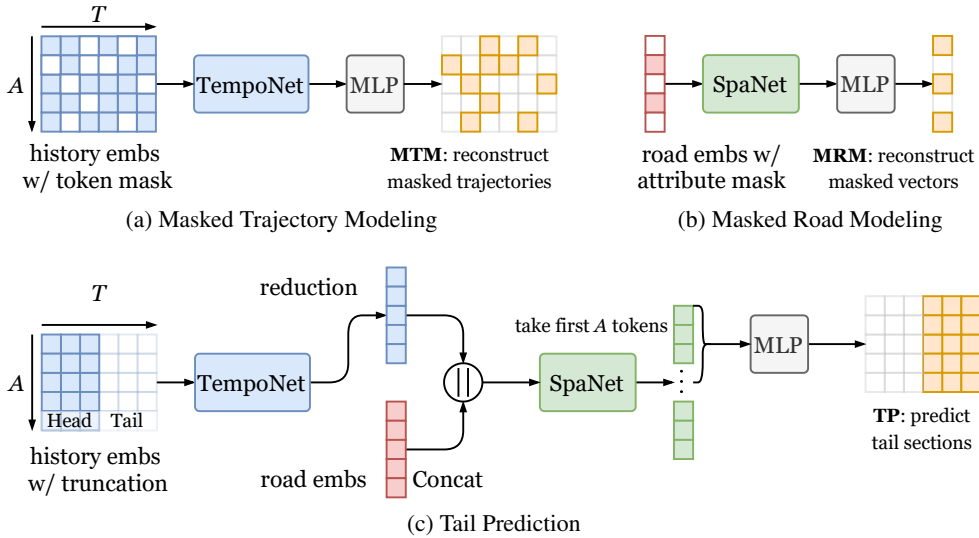 T
A
TempoNet
MLP
history embs
w/ token mask
MTM: reconstruct
masked trajectories
(a) Masked Trajectory Modeling
SpaNet
MLP
road embs w/
attribute mask
MRM: reconstruct
masked vectors
(b) Masked Road Modeling
T
A
Head Tail
history embs
w/ truncation
TempoNet
reduction
road embs
||
Concat
SpaNet
take first A tokens
MLP
TP: predict
tail sections
(c) Tail Prediction